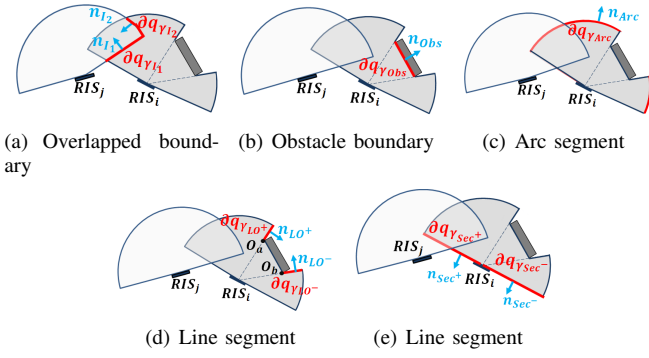 n_{I_2}
∂q_{γ_{I_2}}
n_{I_1}
∂q_{γ_{I_1}}
RIS_j
RIS_i
(a) Overlapped bound-
ary
n_{Obs}
∂q_{γ_{Obs}}
RIS_j
RIS_i
(b) Obstacle boundary
n_{Arc}
∂q_{γ_{Arc}}
RIS_j
RIS_i
(c) Arc segment
∂q_{γ_{LO^+}}
n_{LO^+}
O_a
n_{LO^-}
O_b
∂q_{γ_{LO^-}}
RIS_j
RIS_i
(d) Line segment
∂q_{γ_{Sec^+}}
RIS_j
∂q_{γ_{Sec^-}}
n_{Sec^+}
RIS_i
n_{Sec^-}
(e) Line segment